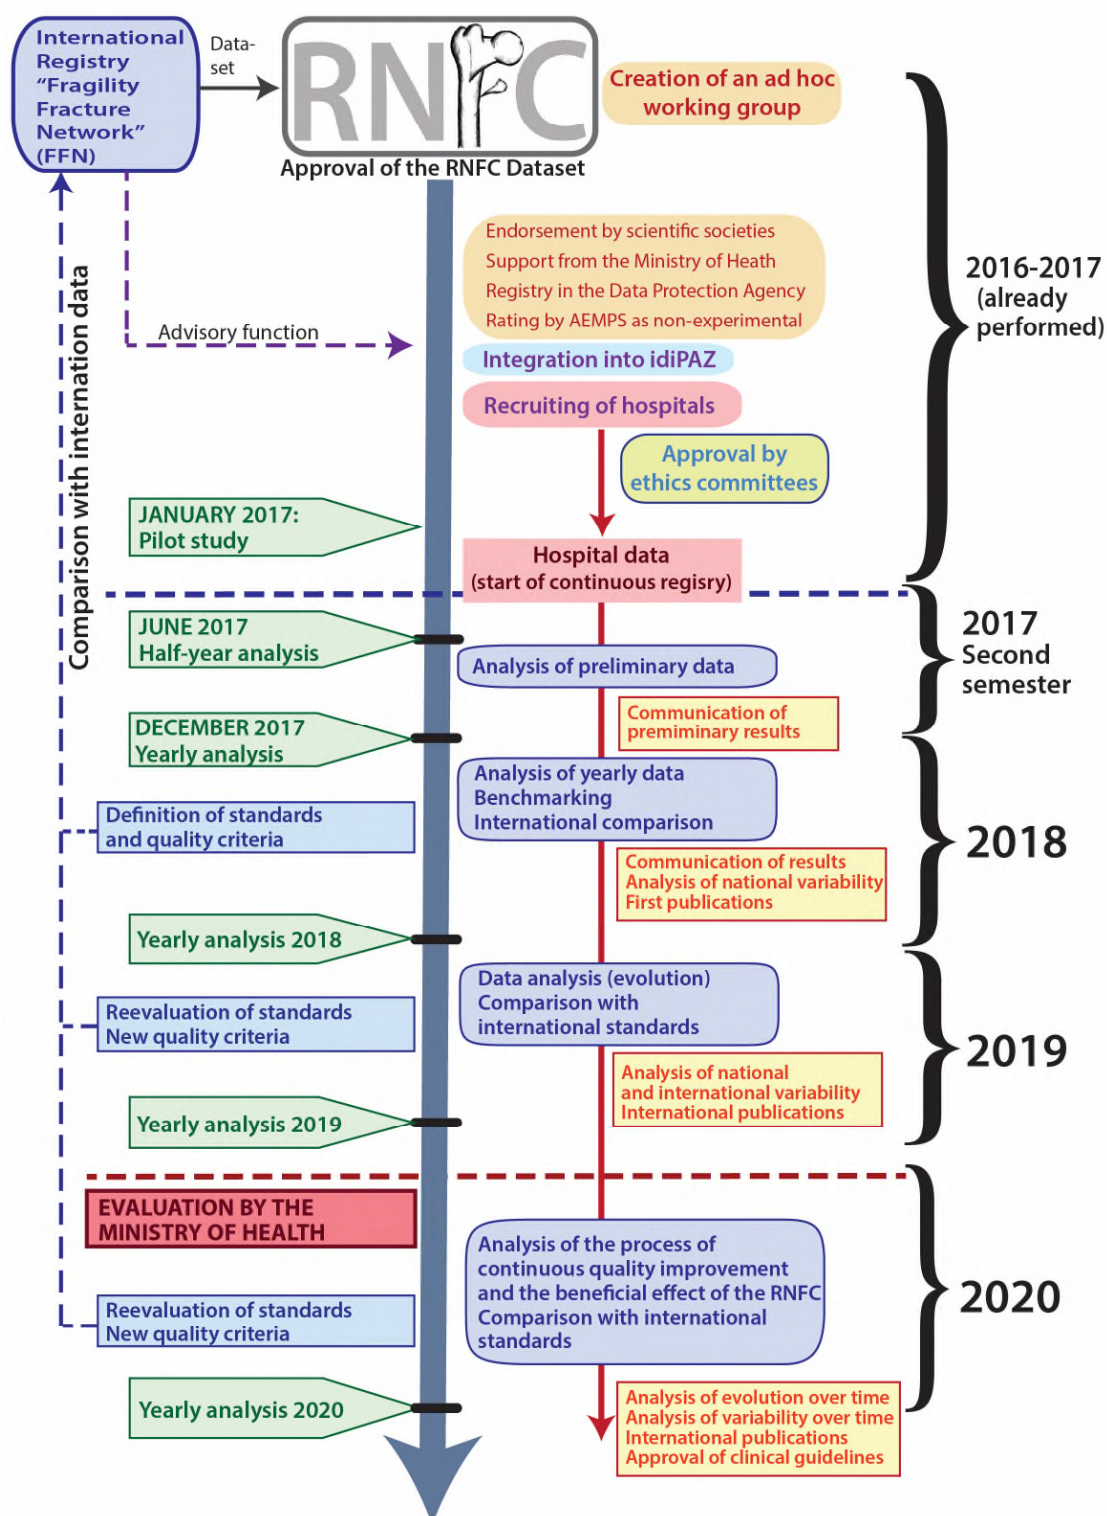 International
Registry
“Fragility
Fracture
Network”
(FFN)
Data-
set
RNFC
Approval of the RNFC Dataset
Creation of an ad hoc
working group
Endorsement by scientific societies
Support from the Ministry of Heath
Registry in the Data Protection Agency
Rating by AEMPS as non-experimental
2016-2017
(already
performed)
Advisory function
Integration into idiPAZ
Recruiting of hospitals
Approval by
ethics committees
Comparison with internation data
JANUARY 2017:
Pilot study
Hospital data
(start of continuous regisry)
JUNE 2017
Half-year analysis
2017
Second
semester
Analysis of preliminary data
Communication of
premiminary results
DECEMBER 2017
Yearly analysis
Analysis of yearly data
Benchmarking
International comparison
Definition of standards
and quality criteria
2018
Communication of results
Analysis of national variability
First publications
Yearly analysis 2018
Data analysis (evolution)
Comparison with
international standards
Reevaluation of standards
New quality criteria
2019
Analysis of national
and international variability
International publications
Yearly analysis 2019
EVALUATION BY THE
MINISTRY OF HEALTH
Analysis of the process of
continuous quality improvement
and the beneficial effect of the RNFC
Comparison with international
standards
2020
Reevaluation of standards
New quality criteria
Yearly analysis 2020
Analysis of evolution over time
Analysis of variability over time
International publications
Approval of clinical guidelines